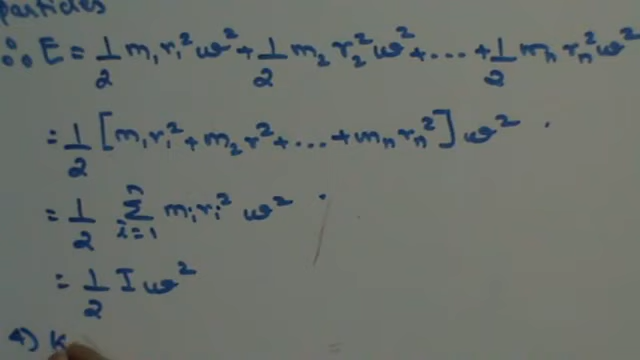 particles
∴ E = 1/2 m₁r₁²ω² + 1/2 m₂r₂²ω² + ... + 1/2 mₙrₙ²ω²
= 1/2 [m₁r₁² + m₂r² + ... + mₙrₙ²] ω² .
= 1/2 Σⁿᵢ₌₁ mᵢrᵢ² ω² .
= 1/2 Iω²
4) K